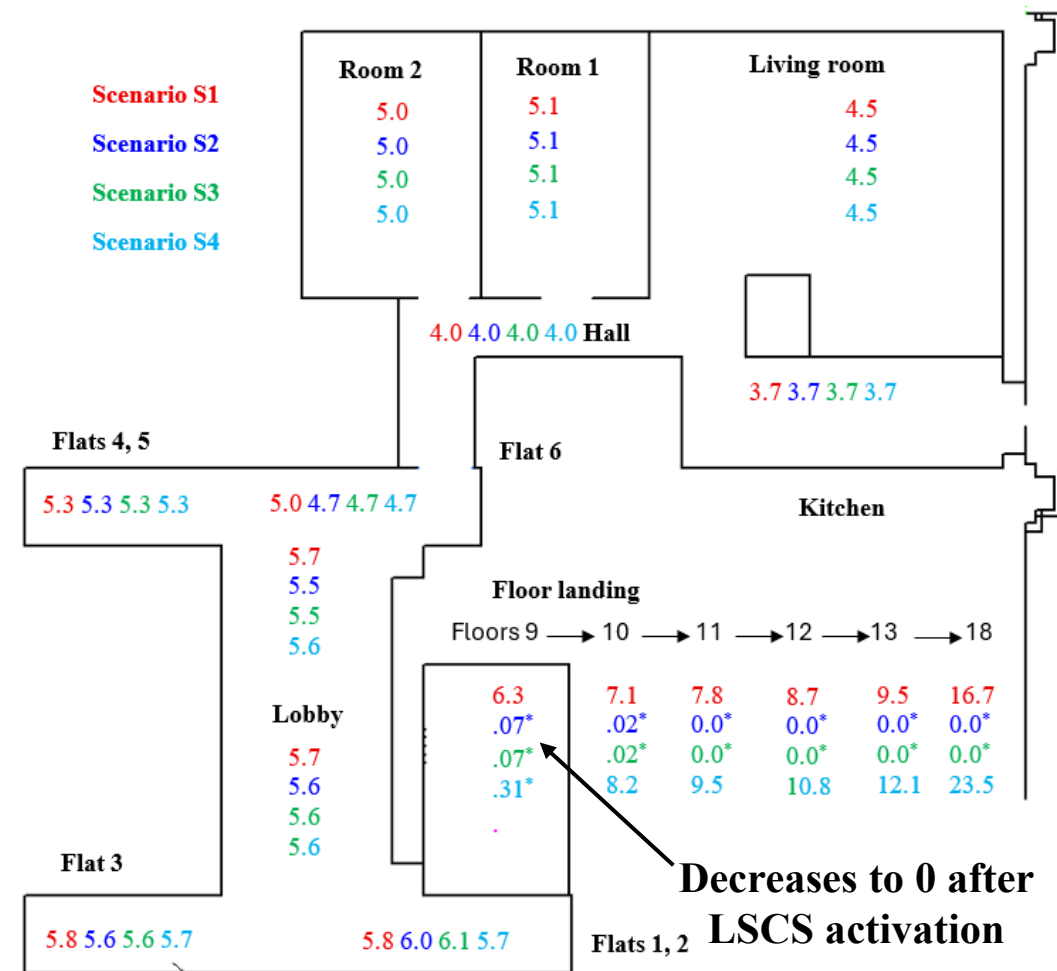 Room 2
Room 1
Living room
Scenario S1
Scenario S2
Scenario S3
Scenario S4
5.0
5.0
5.0
5.0
5.1
5.1
5.1
5.1
4.5
4.5
4.5
4.5
4.0 4.0 4.0 4.0 Hall
3.7 3.7 3.7 3.7
Flats 4, 5
Flat 6
5.3 5.3 5.3 5.3
5.0 4.7 4.7 4.7
Kitchen
5.7
5.5
5.5
5.6
Floor landing
Floors 9 → 10 → 11 → 12 → 13 → 18
6.3 7.1 7.8 8.7 9.5 16.7
.07* .02* 0.0* 0.0* 0.0* 0.0*
.07* .02* 0.0* 0.0* 0.0* 0.0*
.31* 8.2 9.5 10.8 12.1 23.5
Lobby
5.7
5.6
5.6
5.6
Flat 3
Decreases to 0 after
LSCS activation
5.8 5.6 5.6 5.7
5.8 6.0 6.1 5.7
Flats 1, 2